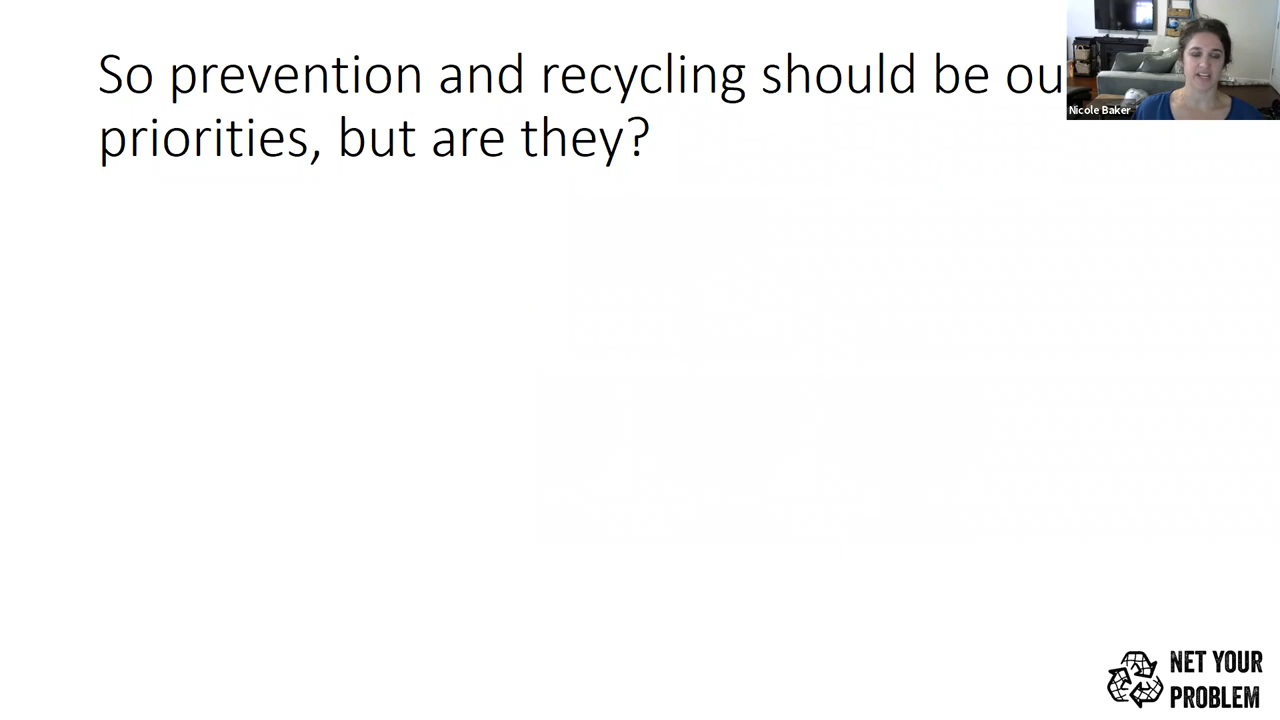 So prevention and recycling should be ou
priorities, but are they?
Nicole Baker
NET YOUR
PROBLEM